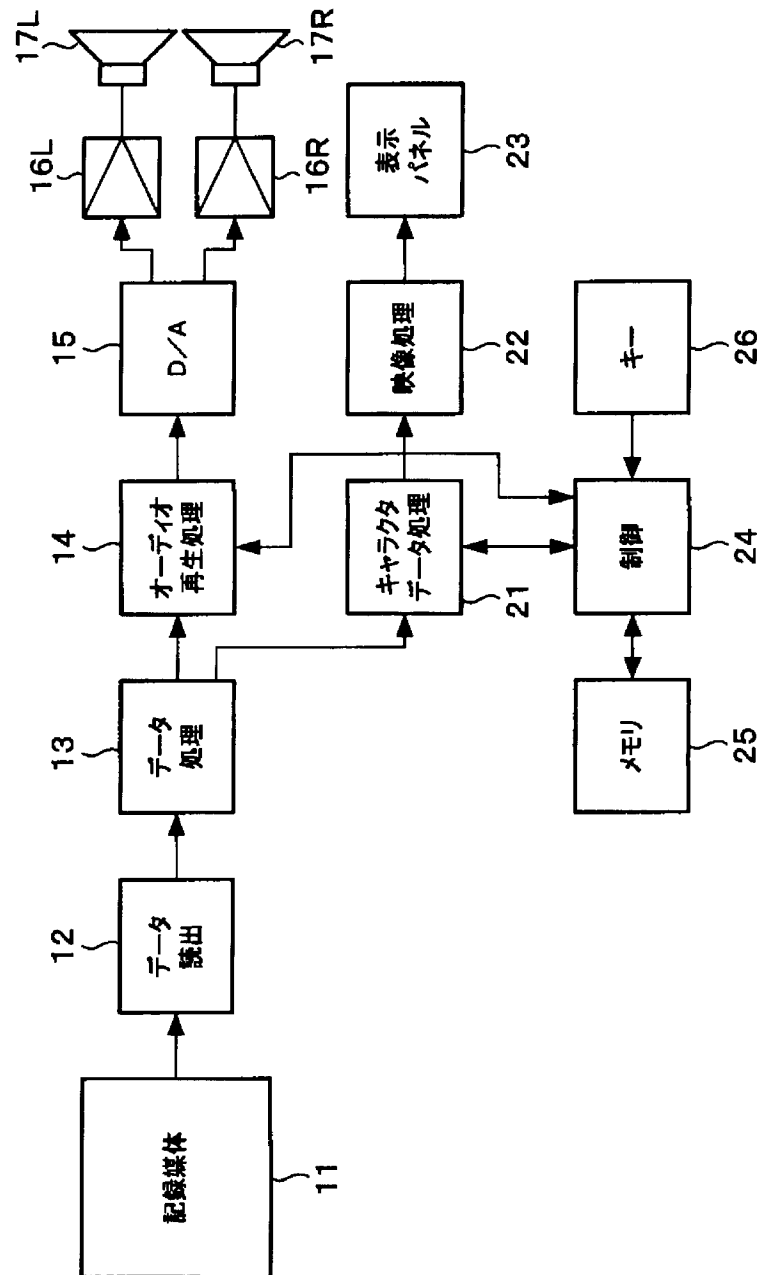 記録媒体
11
データ
読出
12
データ
処理
13
オーディオ
再生処理
14
D/A
15
16L
16R
17L
17R
キャラクタ
データ処理
21
映像処理
22
表示
パネル
23
メモリ
25
制御
24
キー
26